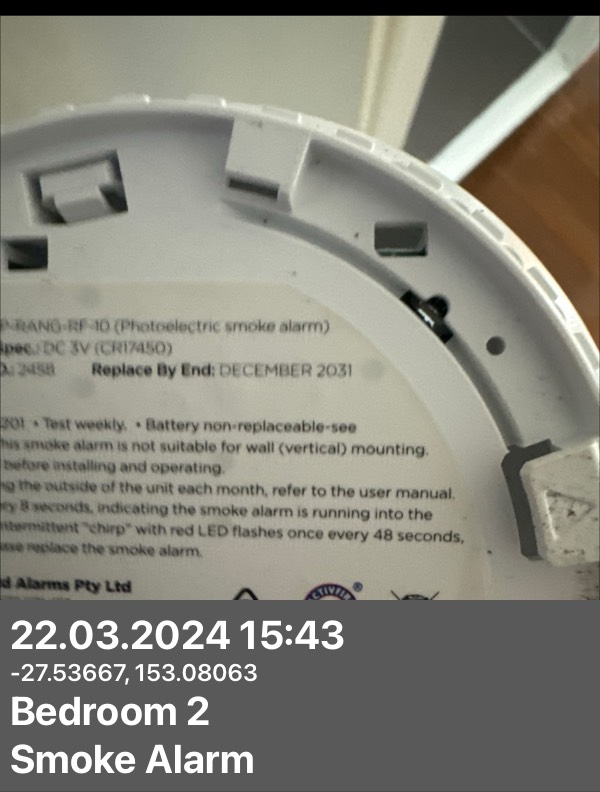 P-RANG-RF-10 (Photoelectric smoke alarm)
Spec.: DC 3V (CR17450)
2458 Replace By End: DECEMBER 2031
201 • Test weekly. • Battery non-replaceable-see
his smoke alarm is not suitable for wall (vertical) mounting.
before installing and operating.
ng the outside of the unit each month, refer to the user manual.
ry 8 seconds, indicating the smoke alarm is running into the
ntermittent "chirp" with red LED flashes once every 48 seconds,
ase replace the smoke alarm.
d Alarms Pty Ltd
ACTIVFIRE ®
22.03.2024 15:43
-27.53667, 153.08063
Bedroom 2
Smoke Alarm